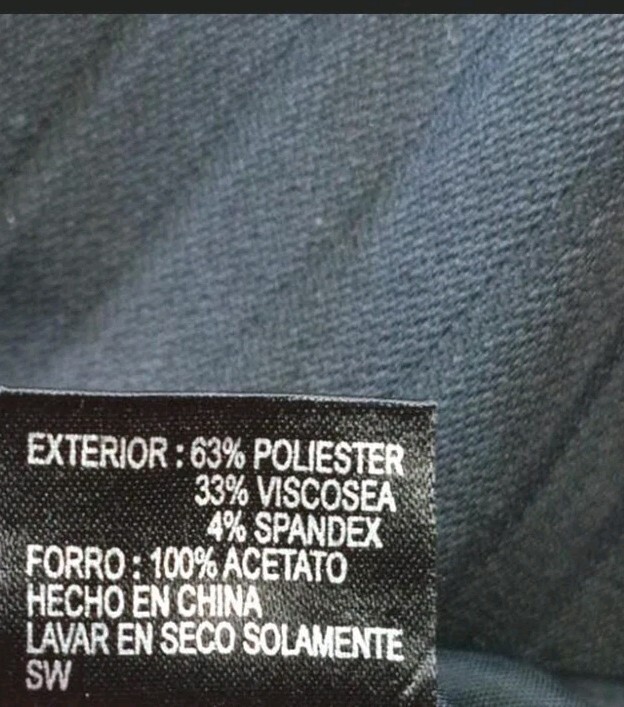 EXTERIOR : 63% POLIESTER
33% VISCOSEA
4% SPANDEX
FORRO : 100% ACETATO
HECHO EN CHINA
LAVAR EN SECO SOLAMENTE
SW